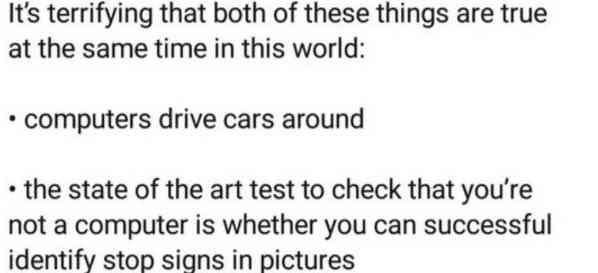 It's terrifying that both of these things are true
at the same time in this world:
• computers drive cars around
• the state of the art test to check that you're
not a computer is whether you can successful
identify stop signs in pictures